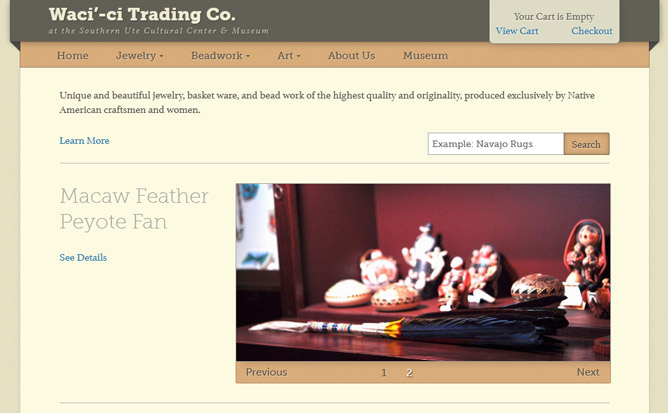 Waci'-ci Trading Co.
at the Southern Ute Cultural Center & Museum
Your Cart is Empty
View Cart Checkout
Home Jewelry Beadwork Art About Us Museum
Unique and beautiful jewelry, basket ware, and bead work of the highest quality and originality, produced exclusively by Native
American craftsmen and women.
Learn More
Example: Navajo Rugs Search
Macaw Feather
Peyote Fan
See Details
Previous 1 2 Next